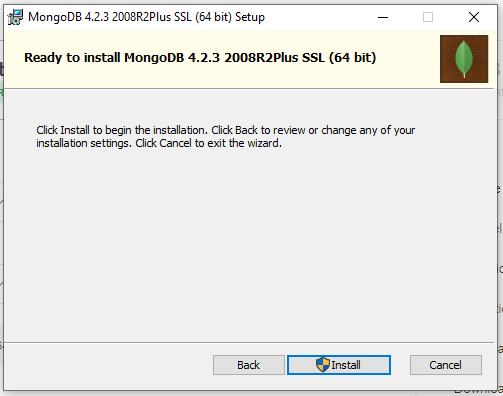 MongoDB 4.2.3 2008R2Plus SSL (64 bit) Setup
Ready to install MongoDB 4.2.3 2008R2Plus SSL (64 bit)
Click Install to begin the installation. Click Back to review or change any of your
installation settings. Click Cancel to exit the wizard.
Back
Install
Cancel